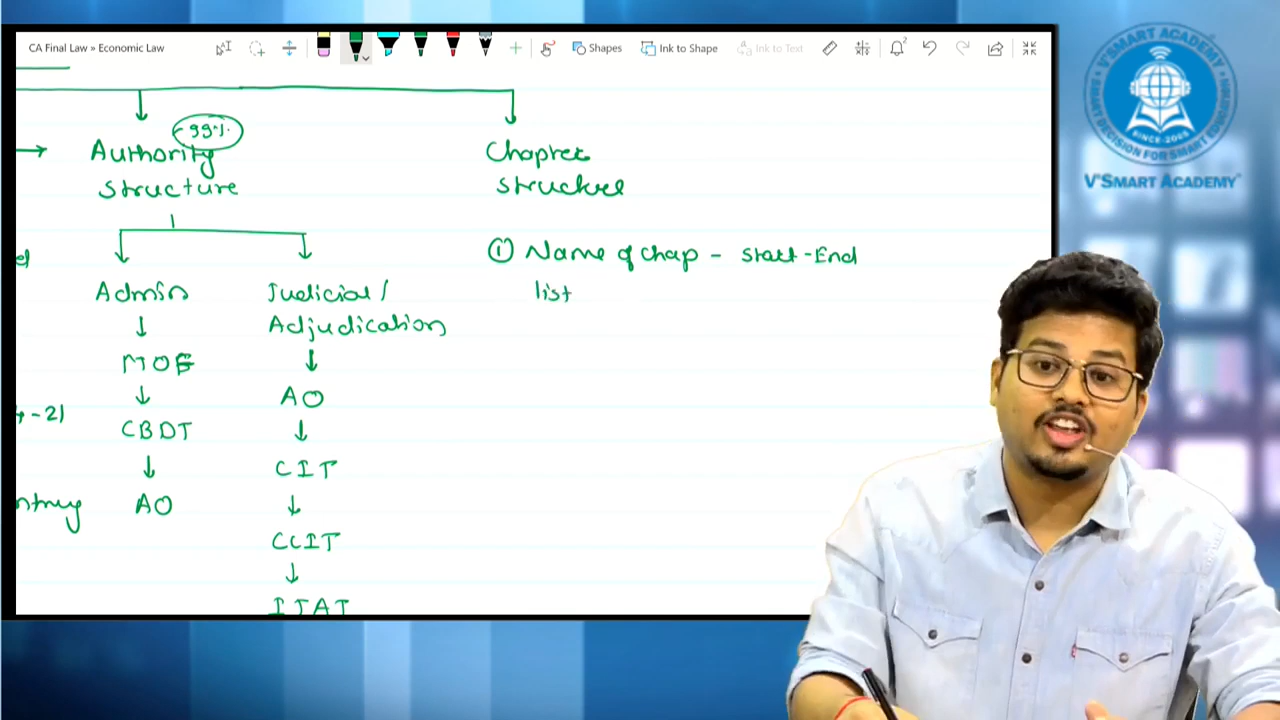 CA Final Law » Economic Law
Shapes
Ink to Shape
Ink to Text
2
99%
Authority
structure
Chapter
structure
① Name of chap - start-End
list
Admin
MOF
CBDT
AO
Judicial /
Adjudication
AO
CIT
CCIT
ITAT
-21
V'SMART ACADEMY
SINCE-2005
SMART DECISION FOR SMART EDUCATION
V'SMART ACADEMY